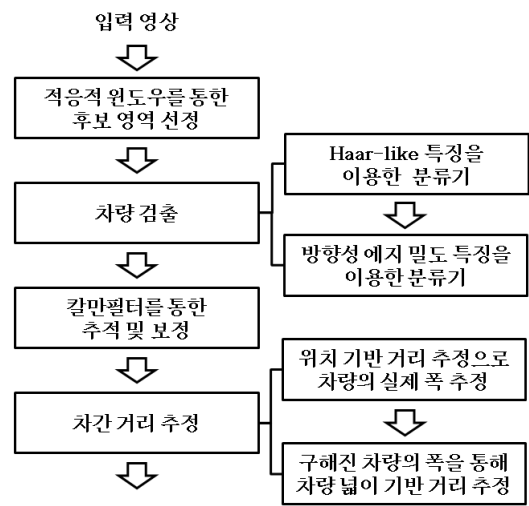 입력 영상
적응적 윈도우를 통한
후보 영역 선정
차량 검출
Haar-like 특징을
이용한 분류기
방향성 에지 밀도 특징을
이용한 분류기
칼만필터를 통한
추적 및 보정
차간 거리 추정
위치 기반 거리 추정으로
차량의 실제 폭 추정
구해진 차량의 폭을 통해
차량 넓이 기반 거리 추정